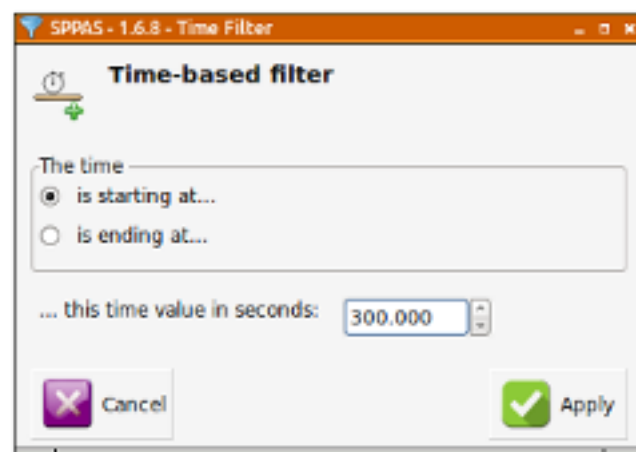 SPPAS - 1.6.8 - Time Filter
Time-based filter
The time
is starting at...
is ending at...
... this time value in seconds: 300.000
Cancel Apply